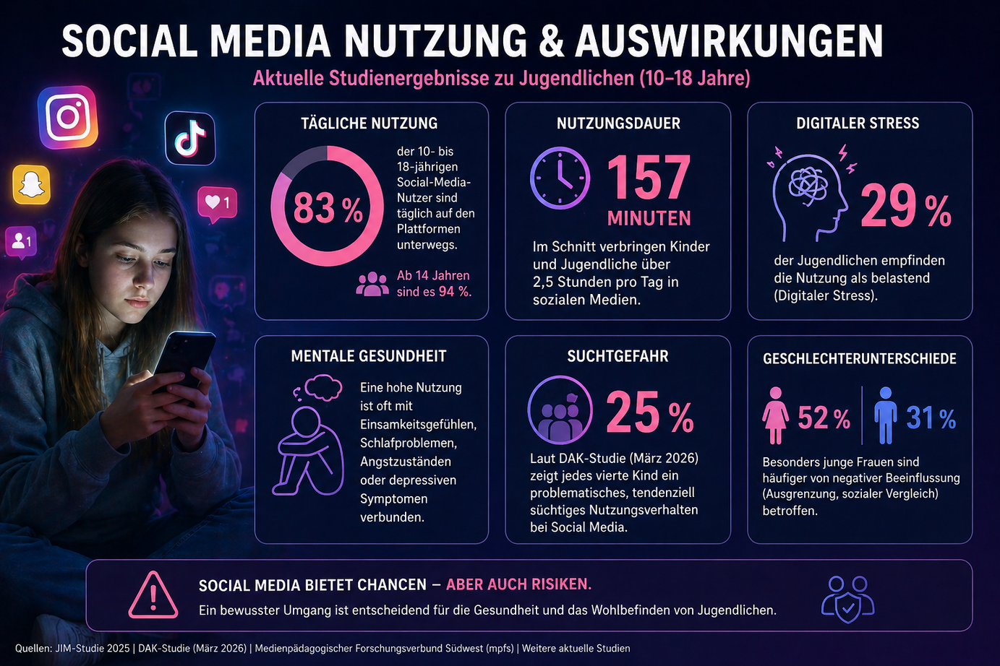 SOCIAL MEDIA NUTZUNG & AUSWIRKUNGEN
Aktuelle Studienergebnisse zu Jugendlichen (10–18 Jahre)
1
1
TÄGLICHE NUTZUNG
83 %
der 10- bis
18-jährigen
Social-Media-
Nutzer sind
täglich auf den
Plattformen
unterwegs.
Ab 14 Jahren
sind es 94 %.
NUTZUNGSDAUER
157
MINUTEN
Im Schnitt verbringen Kinder
und Jugendliche über
2,5 Stunden pro Tag in
sozialen Medien.
DIGITALER STRESS
29 %
der Jugendlichen empfinden
die Nutzung als belastend
(Digitaler Stress).
MENTALE GESUNDHEIT
Eine hohe Nutzung
ist oft mit
Einsamkeitsgefühlen,
Schlafproblemen,
Angstzuständen
oder depressiven
Symptomen
verbunden.
SUCHTGEFAHR
25 %
Laut DAK-Studie (März 2026)
zeigt jedes vierte Kind ein
problematisches, tendenziell
süchtiges Nutzungsverhalten
bei Social Media.
GESCHLECHTERUNTERSCHIEDE
52 %
31 %
Besonders junge Frauen sind
häufiger von negativer Beeinflussung
(Ausgrenzung, sozialer Vergleich)
betroffen.
SOCIAL MEDIA BIETET CHANCEN – ABER AUCH RISIKEN.
Ein bewusster Umgang ist entscheidend für die Gesundheit und das Wohlbefinden von Jugendlichen.
Quellen: JIM-Studie 2025 | DAK-Studie (März 2026) | Medienpädagogischer Forschungsverbund Südwest (mpfs) | Weitere aktuelle Studien